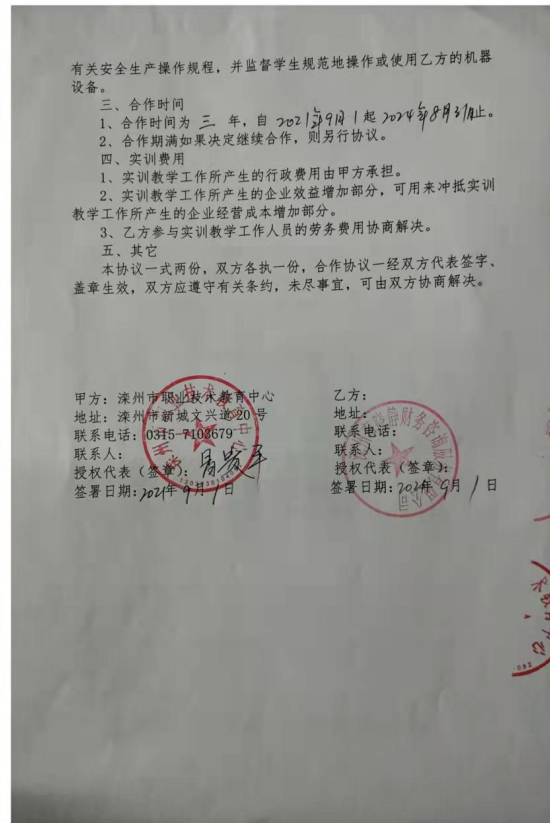 有关安全生产操作规程，并监督学生规范地操作或使用乙方的机器
设备。
三、合作时间
1、合作时间为 三 年，自 2021年9月1起 2024年8月31止。
2、合作期满如果决定继续合作，则另行协议。
四、实训费用
1、实训教学工作所产生的行政费用由甲方承担。
2、实训教学工作所产生的企业效益增加部分，可用来冲抵实训
教学工作所产生的企业经营成本增加部分。
3、乙方参与实训教学工作人员的劳务费用协商解决。
五、其它
本协议一式两份，双方各执一份，合作协议一经双方代表签字、
盖章生效，双方应遵守有关条约，未尽事宜，可由双方协商解决。
甲方：滦州市职业技术教育中心
地址：滦州市新城文兴道20号
联系电话：0315-7103679
联系人：
授权代表（签章）：
签署日期：2021年9月1日
乙方：
地址：
联系电话：
联系人：
授权代表（签章）：
签署日期：2021年9月1日
财务咨询
公司